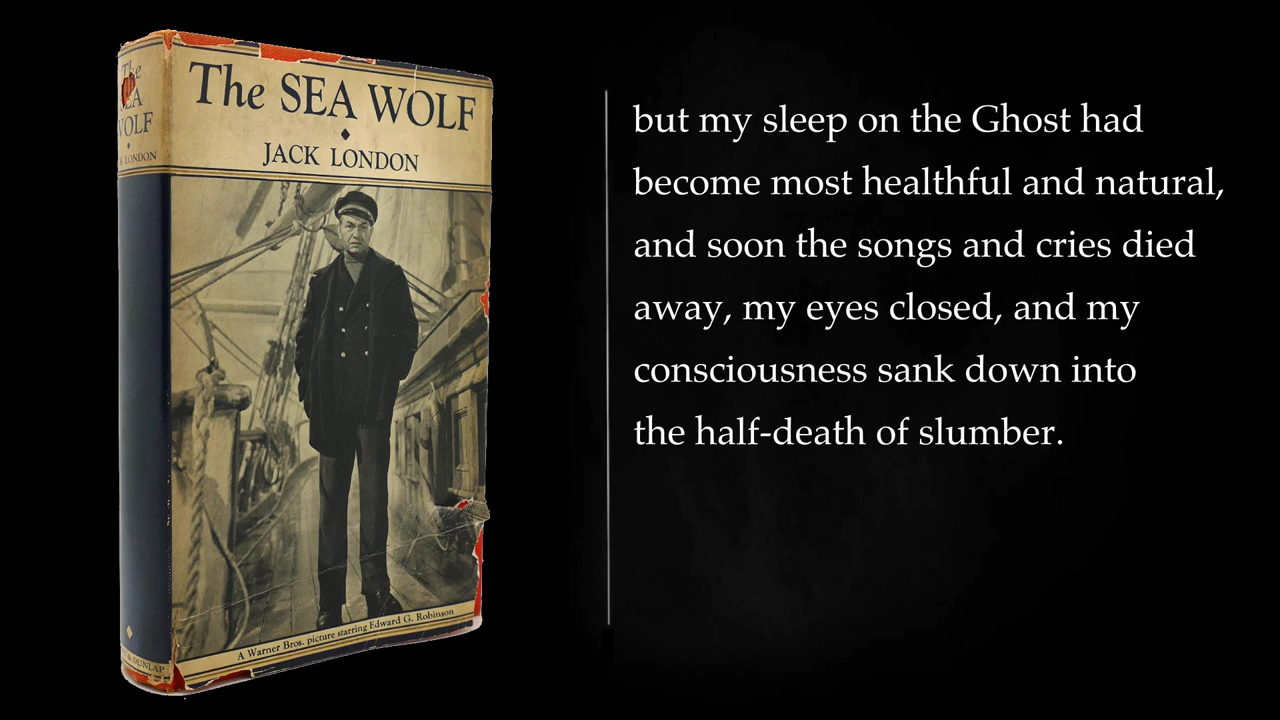 The SEA WOLF
JACK LONDON
A Warner Bros. picture starring Edward G. Robinson
The
WOLF
LONDON
DUNLAP
but my sleep on the Ghost had
become most healthful and natural,
and soon the songs and cries died
away, my eyes closed, and my
consciousness sank down into
the half-death of slumber.